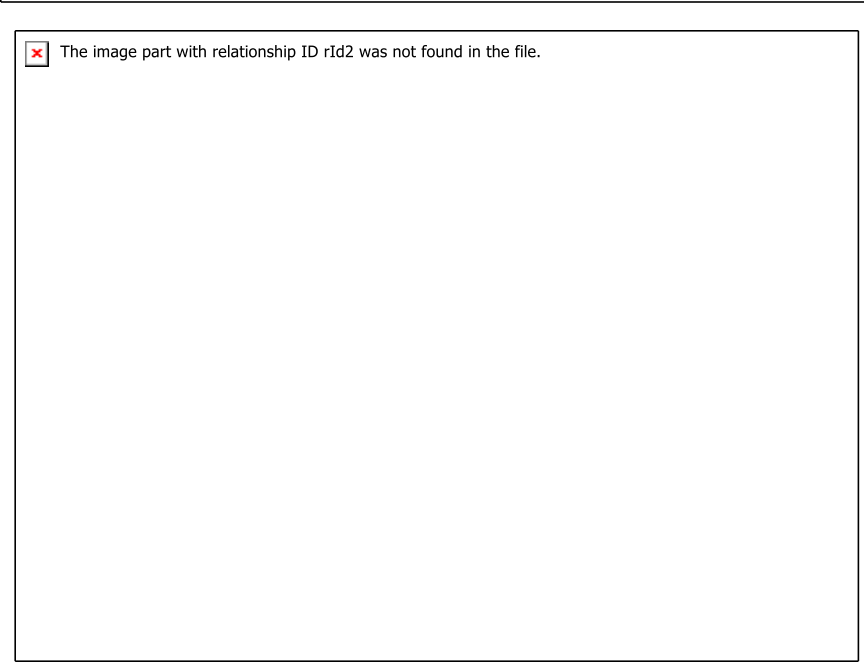 The image part with relationship ID rId2 was not found in the file.